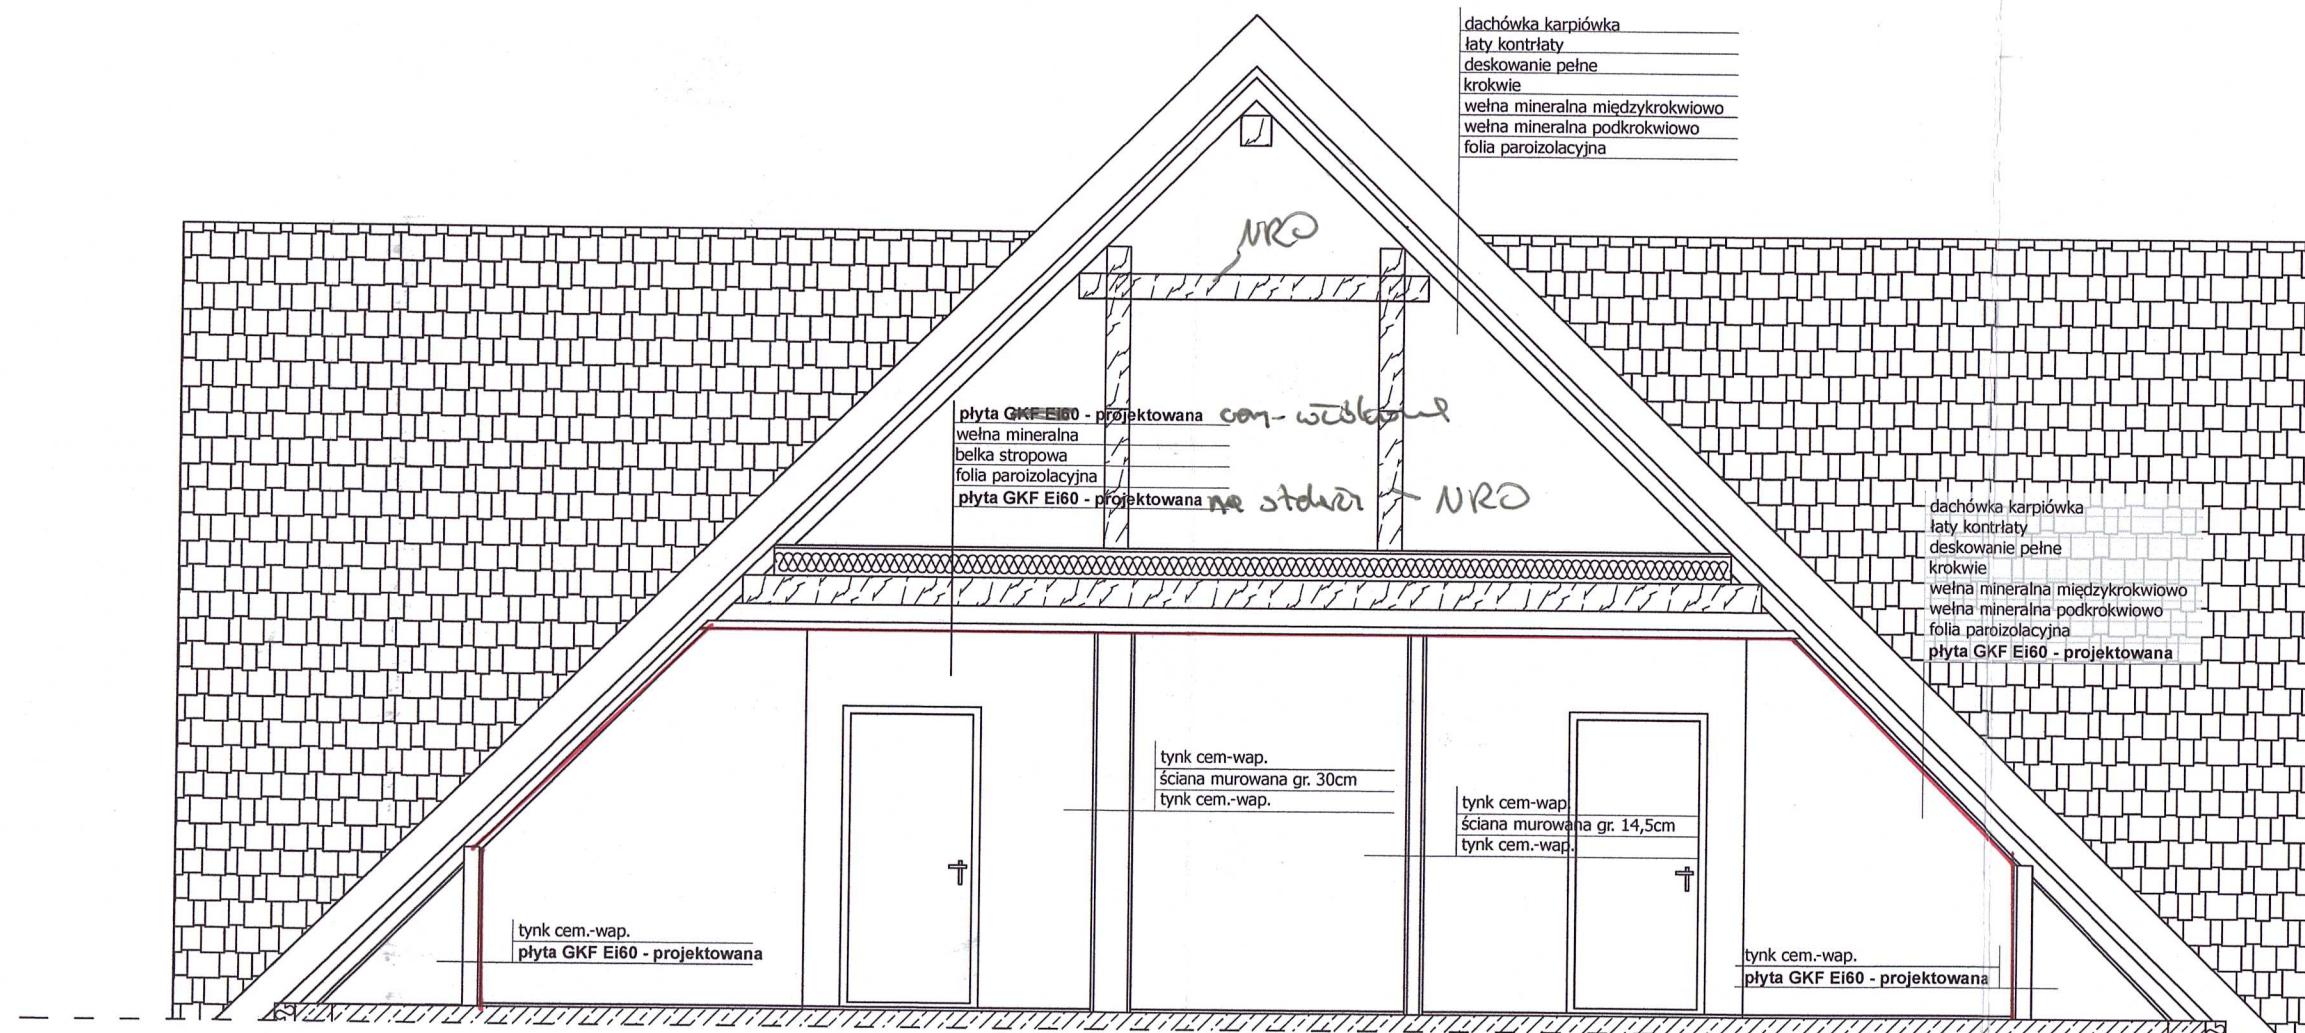 dachówka karpiówka
łaty kontrłaty
deskowanie pełne
krokwie
wełna mineralna międzykrokwiowo
wełna mineralna podkrokwiowo
folia paroizolacyjna
NRO
płyta GKF Ei60 - projektowana cem-włóknowa
wełna mineralna
belka stropowa
folia paroizolacyjna
płyta GKF Ei60 - projektowana na stelażu NRO
dachówka karpiówka
łaty kontrłaty
deskowanie pełne
krokwie
wełna mineralna międzykrokwiowo
wełna mineralna podkrokwiowo
folia paroizolacyjna
płyta GKF Ei60 - projektowana
tynk cem-wap.
ściana murowana gr. 30cm
tynk cem.-wap.
tynk cem-wap.
ściana murowana gr. 14,5cm
tynk cem.-wap.
tynk cem.-wap.
płyta GKF Ei60 - projektowana
tynk cem.-wap.
płyta GKF Ei60 - projektowana